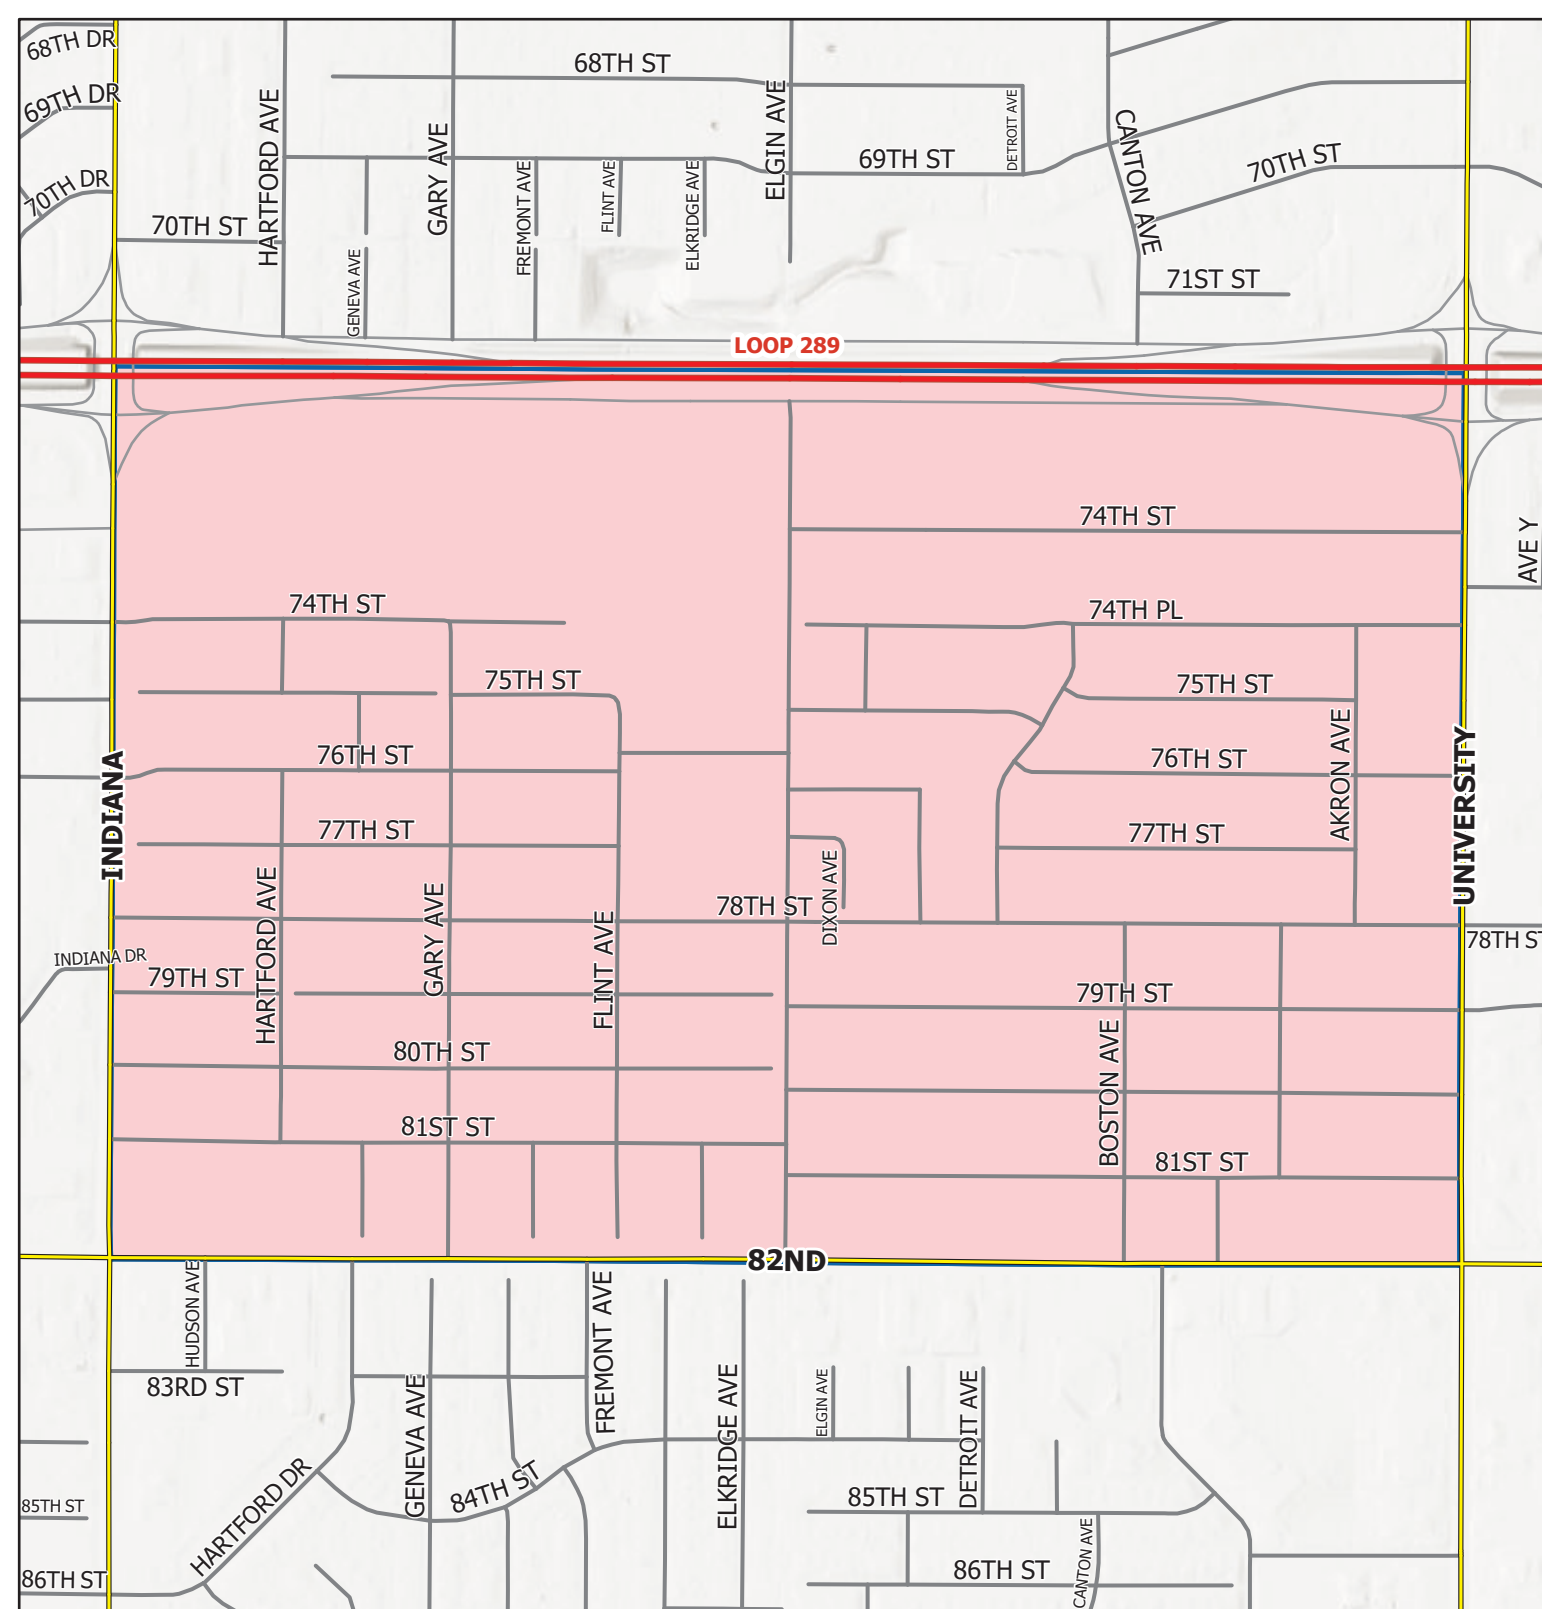 68TH DR
68TH ST
69TH DR
HARTFORD AVE
GARY AVE
ELGIN AVE
DETROIT AVE
CANTON AVE
69TH ST
70TH ST
70TH DR
FREMONT AVE
FLINT AVE
ELKRIDGE AVE
70TH ST
GENEVA AVE
71ST ST
LOOP 289
74TH ST
AVE Y
74TH ST
74TH PL
75TH ST
75TH ST
76TH ST
76TH ST
AKRON AVE
INDIANA
UNIVERSITY
77TH ST
77TH ST
DIXON AVE
HARTFORD AVE
GARY AVE
FLINT AVE
78TH ST
78TH ST
INDIANA DR
79TH ST
79TH ST
80TH ST
BOSTON AVE
81ST ST
81ST ST
82ND
HUDSON AVE
FREMONT AVE
83RD ST
GENEVA AVE
ELKRIDGE AVE
ELGIN AVE
DETROIT AVE
HARTFORD DR
84TH ST
85TH ST
85TH ST
CANTON AVE
86TH ST
86TH ST